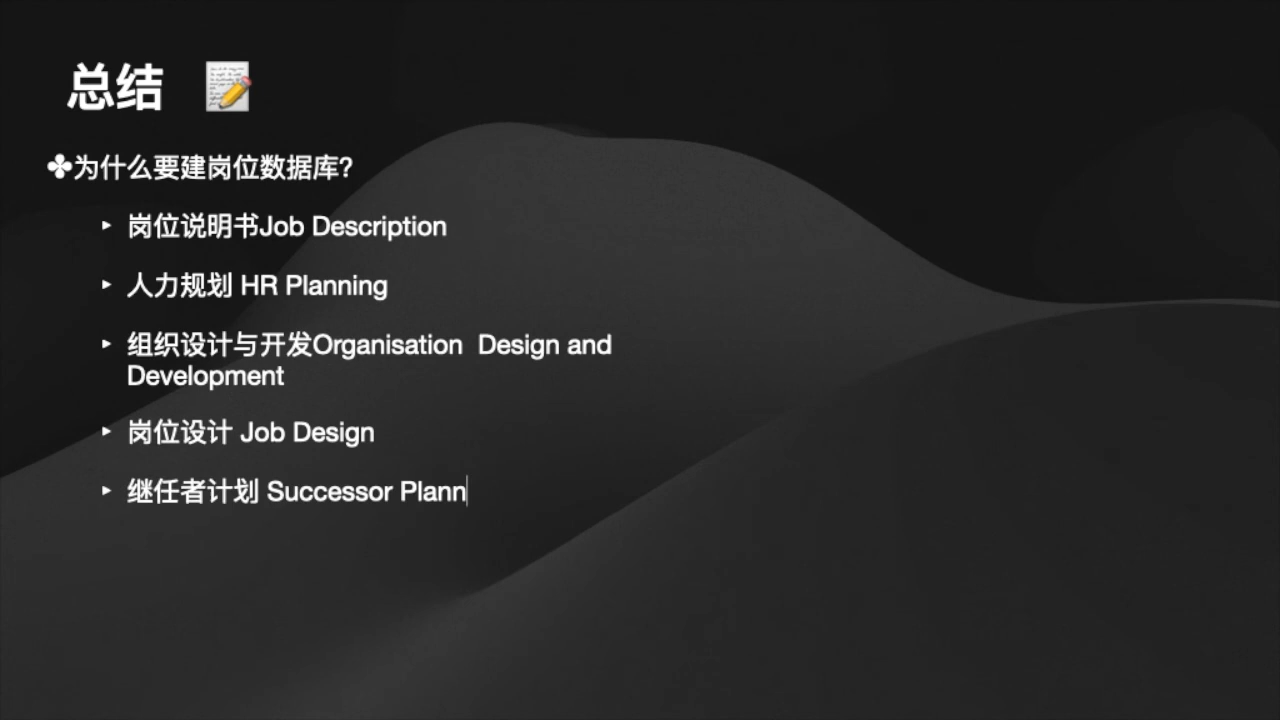 总结 📝
✤为什么要建岗位数据库?
‣ 岗位说明书Job Description
‣ 人力规划 HR Planning
‣ 组织设计与开发Organisation  Design and
Development
‣ 岗位设计 Job Design
‣ 继任者计划 Successor Plann